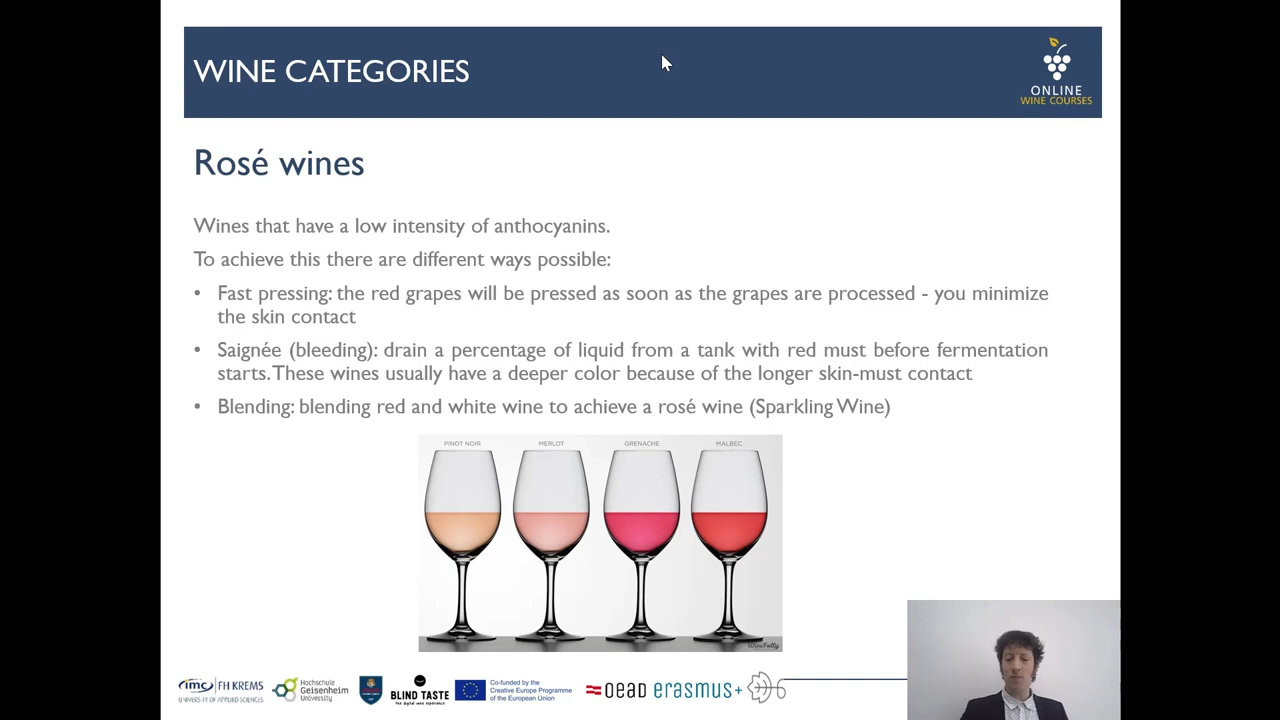 WINE CATEGORIES
ONLINE
WINE COURSES
Rosé wines
Wines that have a low intensity of anthocyanins.
To achieve this there are different ways possible:
• Fast pressing: the red grapes will be pressed as soon as the grapes are processed - you minimize
the skin contact
• Saignée (bleeding): drain a percentage of liquid from a tank with red must before fermentation
starts. These wines usually have a deeper color because of the longer skin-must contact
• Blending: blending red and white wine to achieve a rosé wine (Sparkling Wine)
PINOT NOIR MERLOT GRENACHE MALBEC
Wine Folly
imc FH KREMS
UNIVERSITY OF APPLIED SCIENCES
Hochschule
Geisenheim
University
BLIND TASTE
the digital wine experience
Co-funded by the
Creative Europe Programme
of the European Union
oead erasmus+